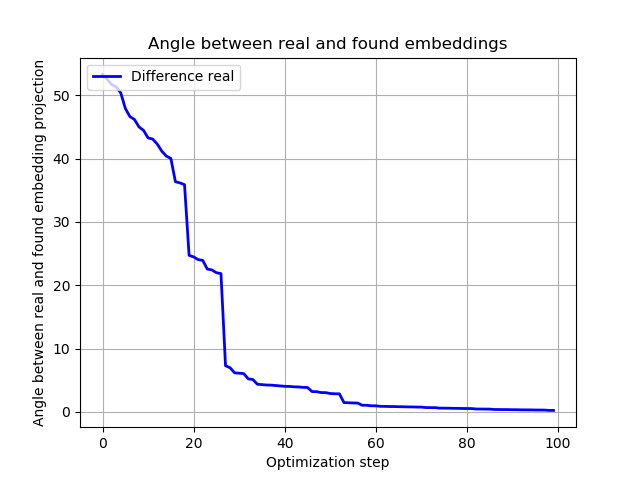 Angle between real and found embeddings
Difference real
Angle between real and found embedding projection
50
40
30
20
10
0
0 20 40 60 80 100
Optimization step